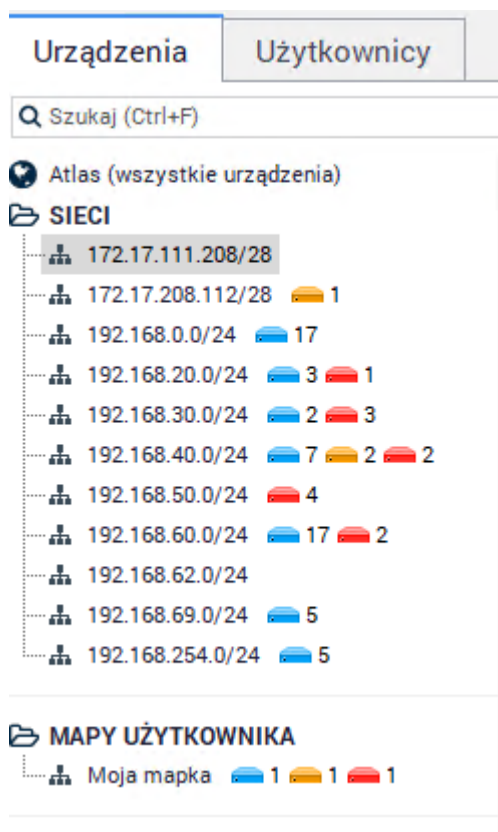 Urządzenia Użytkownicy
Szukaj (Ctrl+F)
Atlas (wszystkie urządzenia)
SIECI
172.17.111.208/28
172.17.208.112/28 1
192.168.0.0/24 17
192.168.20.0/24 3 1
192.168.30.0/24 2 3
192.168.40.0/24 7 2 2
192.168.50.0/24 4
192.168.60.0/24 17 2
192.168.62.0/24
192.168.69.0/24 5
192.168.254.0/24 5
MAPY UŻYTKOWNIKA
Moja mapka 1 1 1